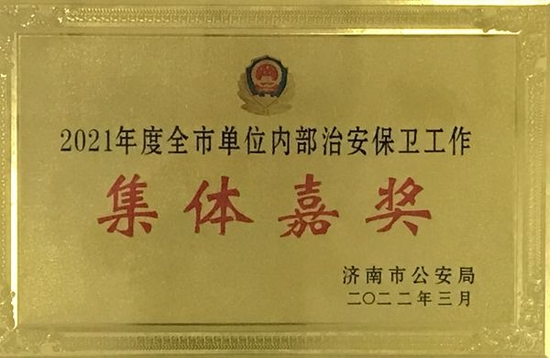 2021年度全市单位内部治安保卫工作
集体嘉奖
济南市公安局
二〇二二年三月